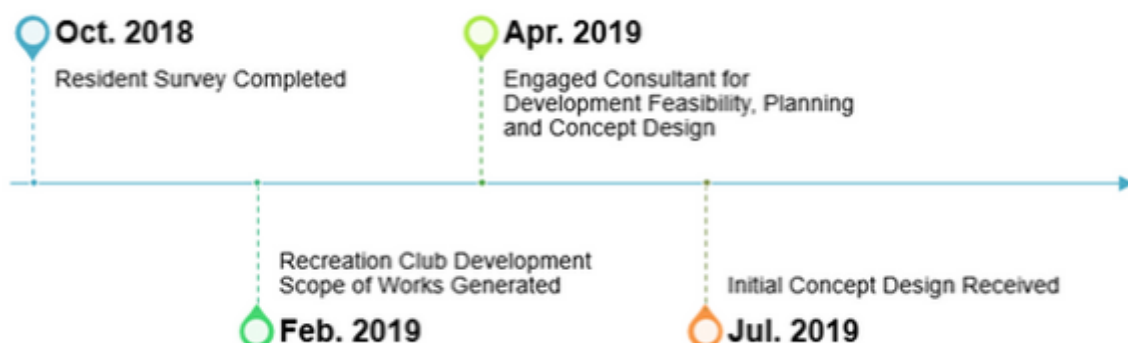 Oct. 2018
Resident Survey Completed
Apr. 2019
Engaged Consultant for
Development Feasibility, Planning
and Concept Design
Recreation Club Development
Scope of Works Generated
Feb. 2019
Initial Concept Design Received
Jul. 2019